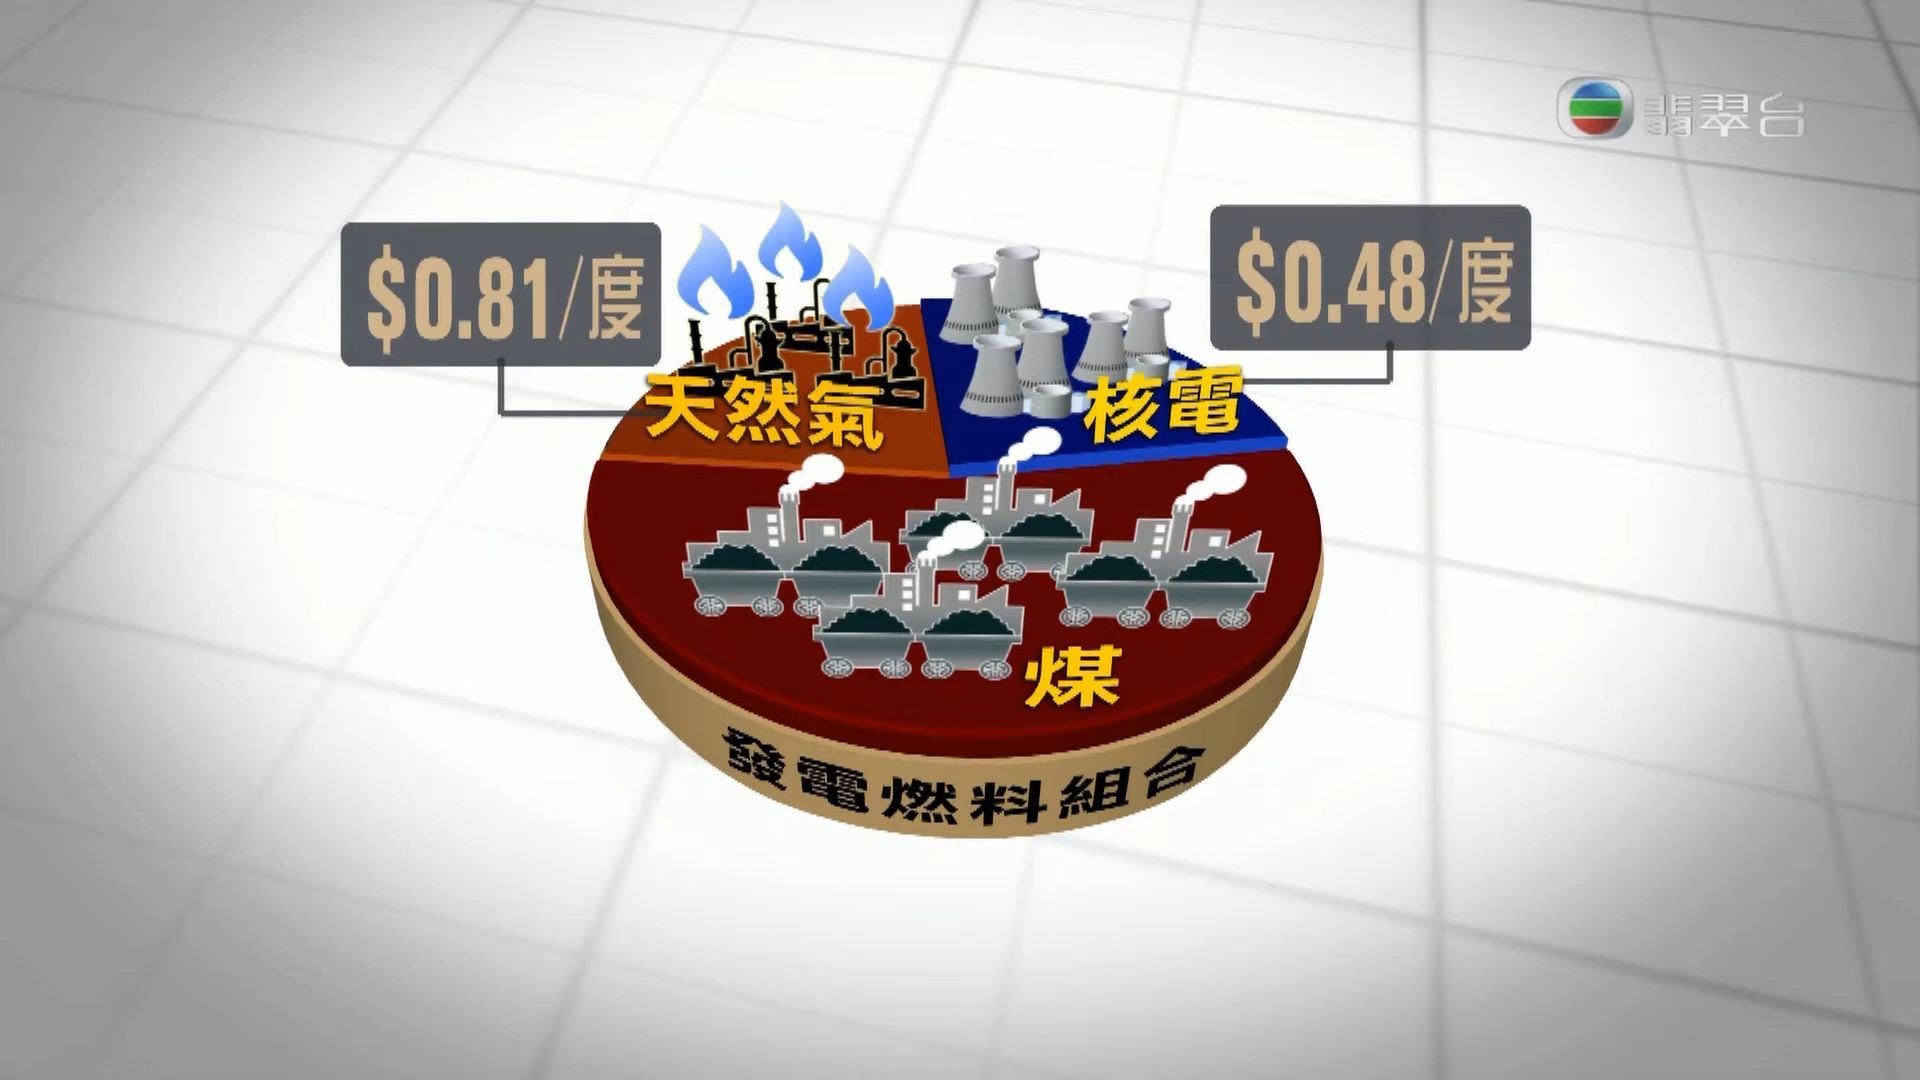 翡翠台
$0.81/度
$0.48/度
天然氣
核電
煤
發電燃料組合